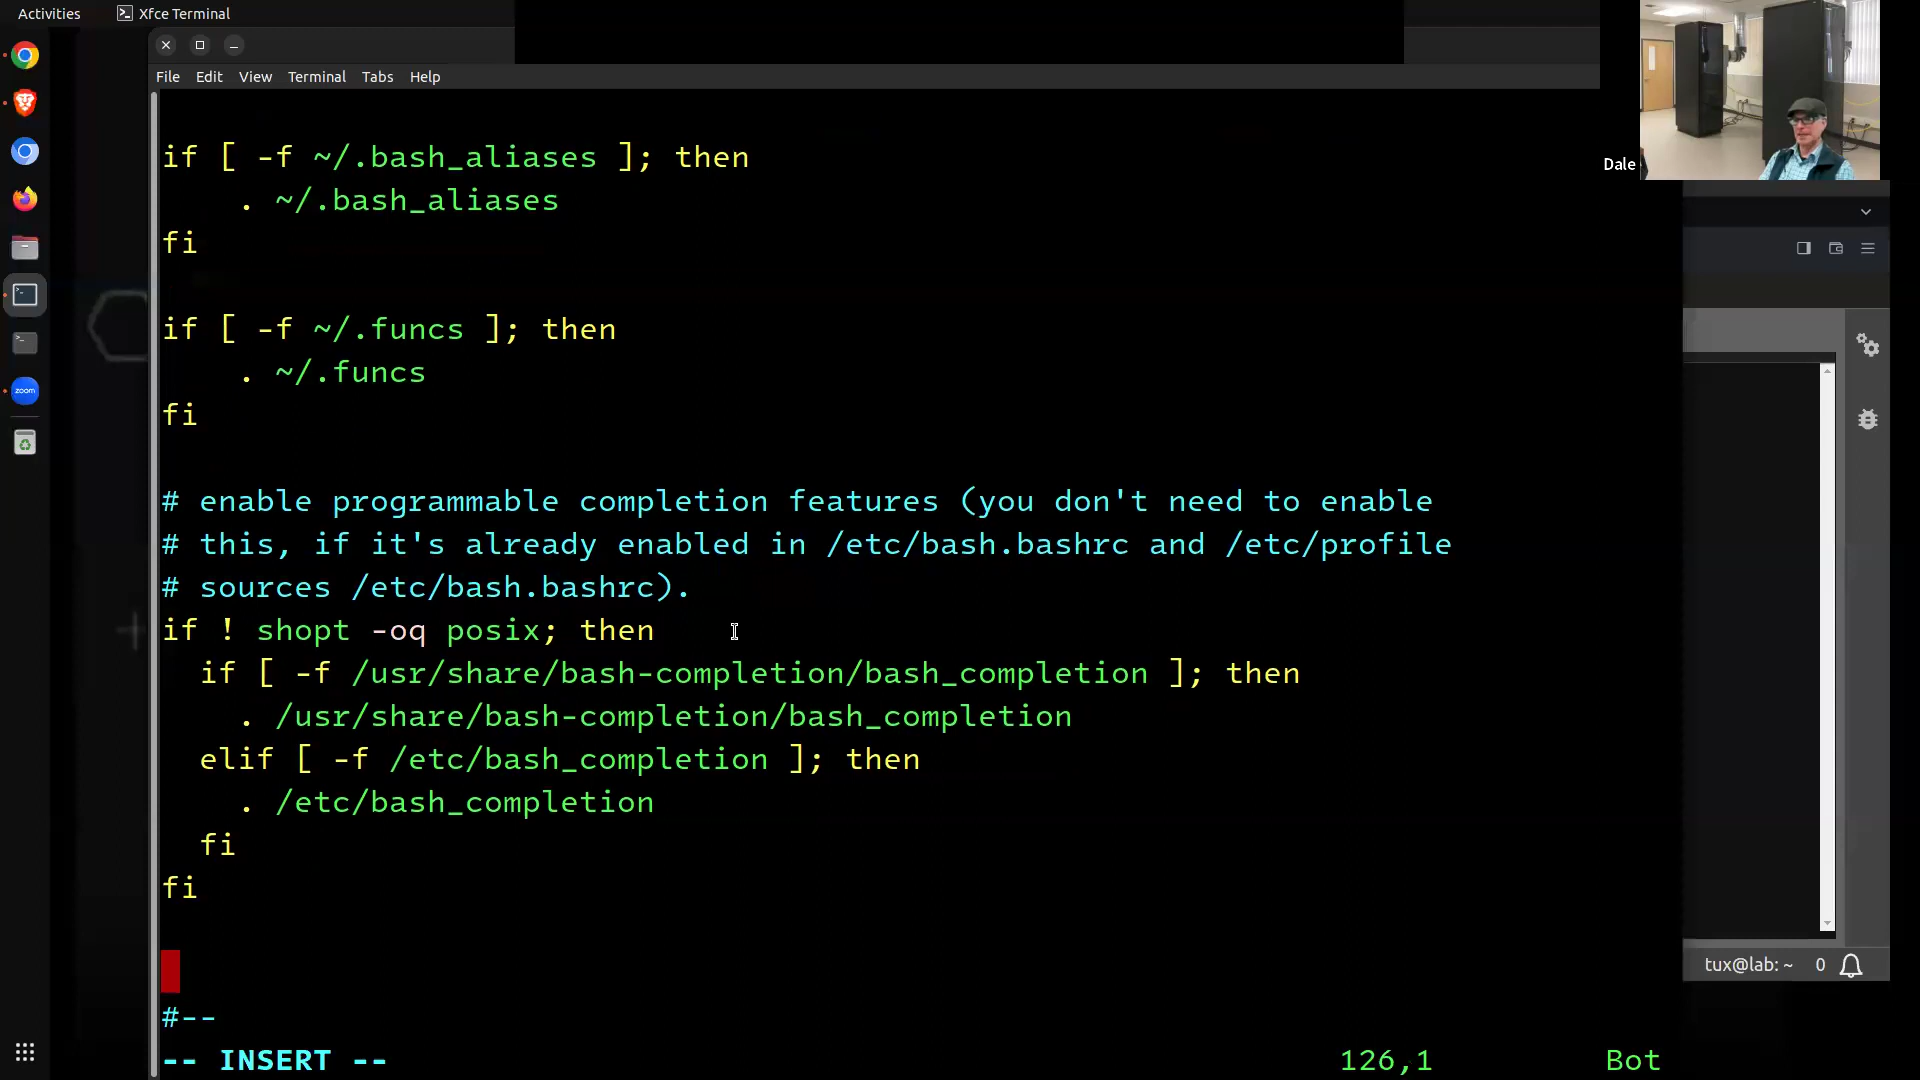 Activities
Xfce Terminal
File Edit View Terminal Tabs Help
if [ -f ~/.bash_aliases ]; then
. ~/.bash_aliases
fi
if [ -f ~/.funcs ]; then
. ~/.funcs
fi
# enable programmable completion features (you don't need to enable
# this, if it's already enabled in /etc/bash.bashrc and /etc/profile
# sources /etc/bash.bashrc).
if ! shopt -oq posix; then
if [ -f /usr/share/bash-completion/bash_completion ]; then
. /usr/share/bash-completion/bash_completion
elif [ -f /etc/bash_completion ]; then
. /etc/bash_completion
fi
fi
#--
-- INSERT -- 126,1 Bot
Dale
zoom
tux@lab: ~ 0